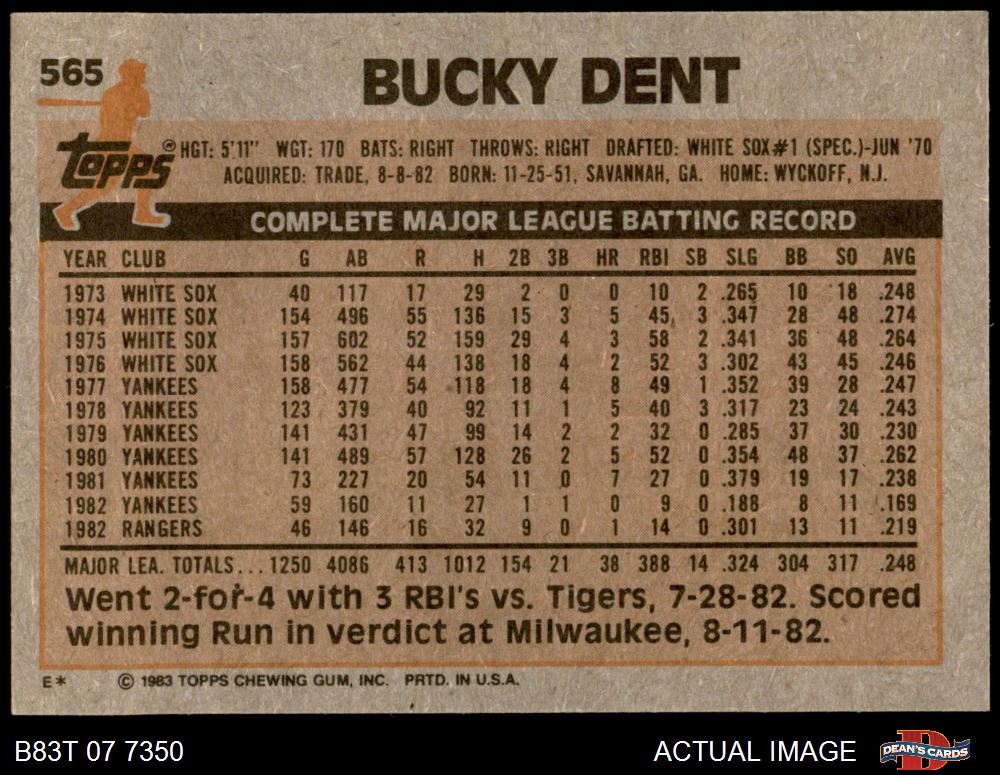 565
BUCKY DENT
topps® HGT: 5'11" WGT: 170 BATS: RIGHT THROWS: RIGHT DRAFTED: WHITE SOX #1 (SPEC.)-JUN '70
ACQUIRED: TRADE, 8-8-82 BORN: 11-25-51, SAVANNAH, GA. HOME: WYCKOFF, N.J.
COMPLETE MAJOR LEAGUE BATTING RECORD
YEAR CLUB G AB R H 2B 3B HR RBI SB SLG BB SO AVG
1973 WHITE SOX 40 117 17 29 2 0 0 10 2 .265 10 18 .248
1974 WHITE SOX 154 496 55 136 15 3 5 45 3 .347 28 48 .274
1975 WHITE SOX 157 602 52 159 29 4 3 58 2 .341 36 48 .264
1976 WHITE SOX 158 562 44 138 18 4 2 52 3 .302 43 45 .246
1977 YANKEES 158 477 54 118 18 4 8 49 1 .352 39 28 .247
1978 YANKEES 123 379 40 92 11 1 5 40 3 .317 23 24 .243
1979 YANKEES 141 431 47 99 14 2 2 32 0 .285 37 30 .230
1980 YANKEES 141 489 57 128 26 2 5 52 0 .354 48 37 .262
1981 YANKEES 73 227 20 54 11 0 7 27 0 .379 19 17 .238
1982 YANKEES 59 160 11 27 1 1 0 9 0 .188 8 11 .169
1982 RANGERS 46 146 16 32 9 0 1 14 0 .301 13 11 .219
MAJOR LEA. TOTALS... 1250 4086 413 1012 154 21 38 388 14 .324 304 317 .248
Went 2-for-4 with 3 RBI's vs. Tigers, 7-28-82. Scored
winning Run in verdict at Milwaukee, 8-11-82.
E* © 1983 TOPPS CHEWING GUM, INC. PRTD. IN U.S.A.
B83T 07 7350 ACTUAL IMAGE DEAN'S CARDS